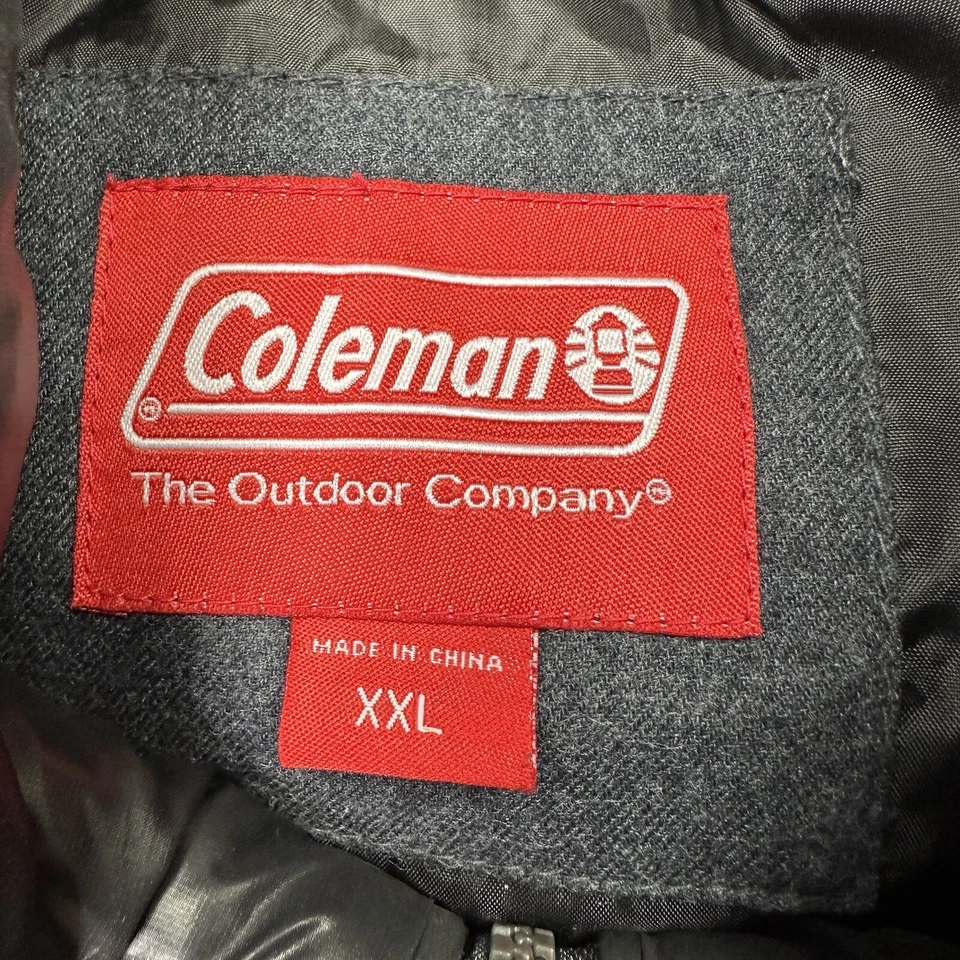 Coleman
®
The Outdoor Company®
MADE IN CHINA
XXL